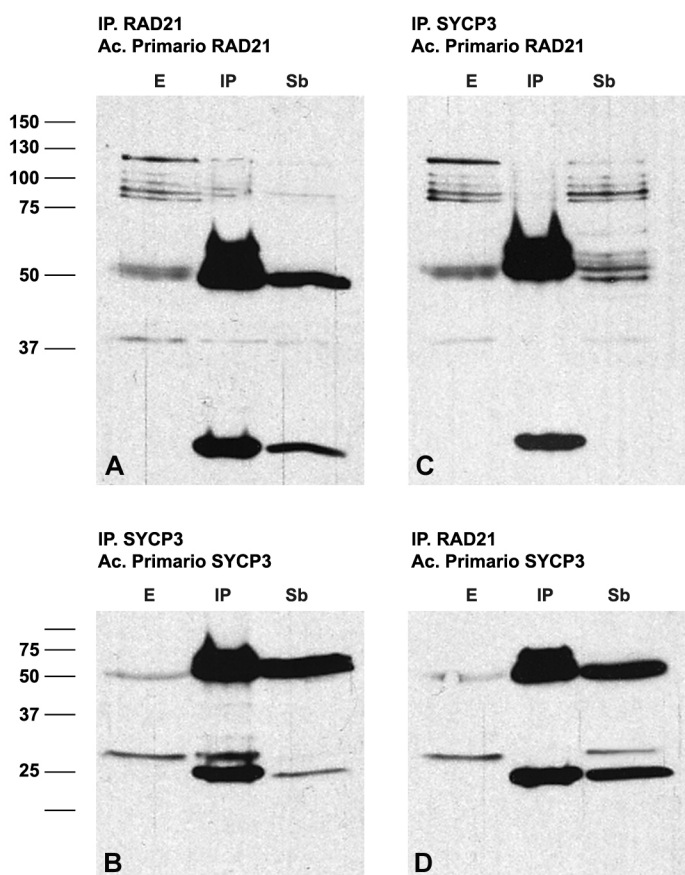 IP. RAD21
Ac. Primario RAD21
E IP Sb
150
130
100
75
50
37
A
IP. SYCP3
Ac. Primario RAD21
E IP Sb
C
IP. SYCP3
Ac. Primario SYCP3
E IP Sb
75
50
37
25
B
IP. RAD21
Ac. Primario SYCP3
E IP Sb
D